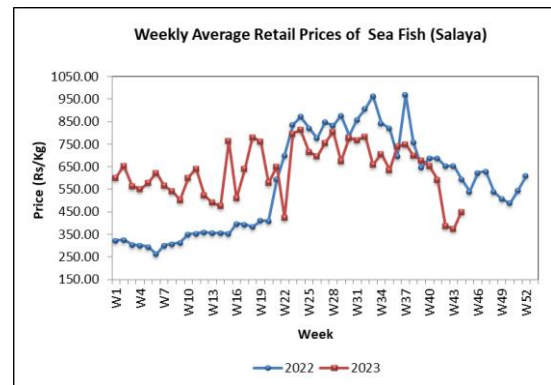 Weekly Average Retail Prices of Sea Fish (Salaya)
1050.00
950.00
850.00
750.00
650.00
550.00
450.00
350.00
250.00
150.00
Price (Rs/Kg)
W1 W4 W7 W10 W13 W16 W19 W22 W25 W28 W31 W34 W37 W40 W43 W46 W49 W52
Week
2022 2023